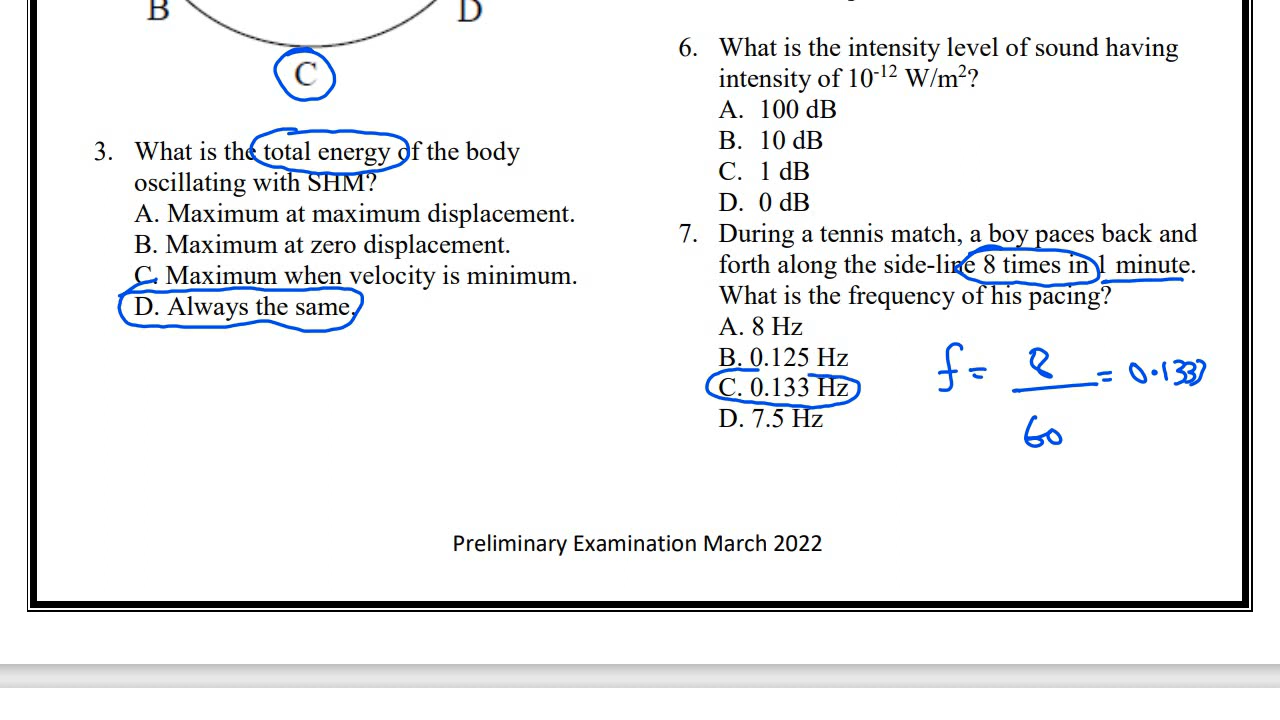 B
D
C
3. What is the total energy of the body
oscillating with SHM?
A. Maximum at maximum displacement.
B. Maximum at zero displacement.
C. Maximum when velocity is minimum.
D. Always the same.
6. What is the intensity level of sound having
intensity of 10⁻¹² W/m²?
A. 100 dB
B. 10 dB
C. 1 dB
D. 0 dB
7. During a tennis match, a boy paces back and
forth along the side-line 8 times in 1 minute.
What is the frequency of his pacing?
A. 8 Hz
B. 0.125 Hz
C. 0.133 Hz
D. 7.5 Hz
f = 8/60 = 0.1333
Preliminary Examination March 2022